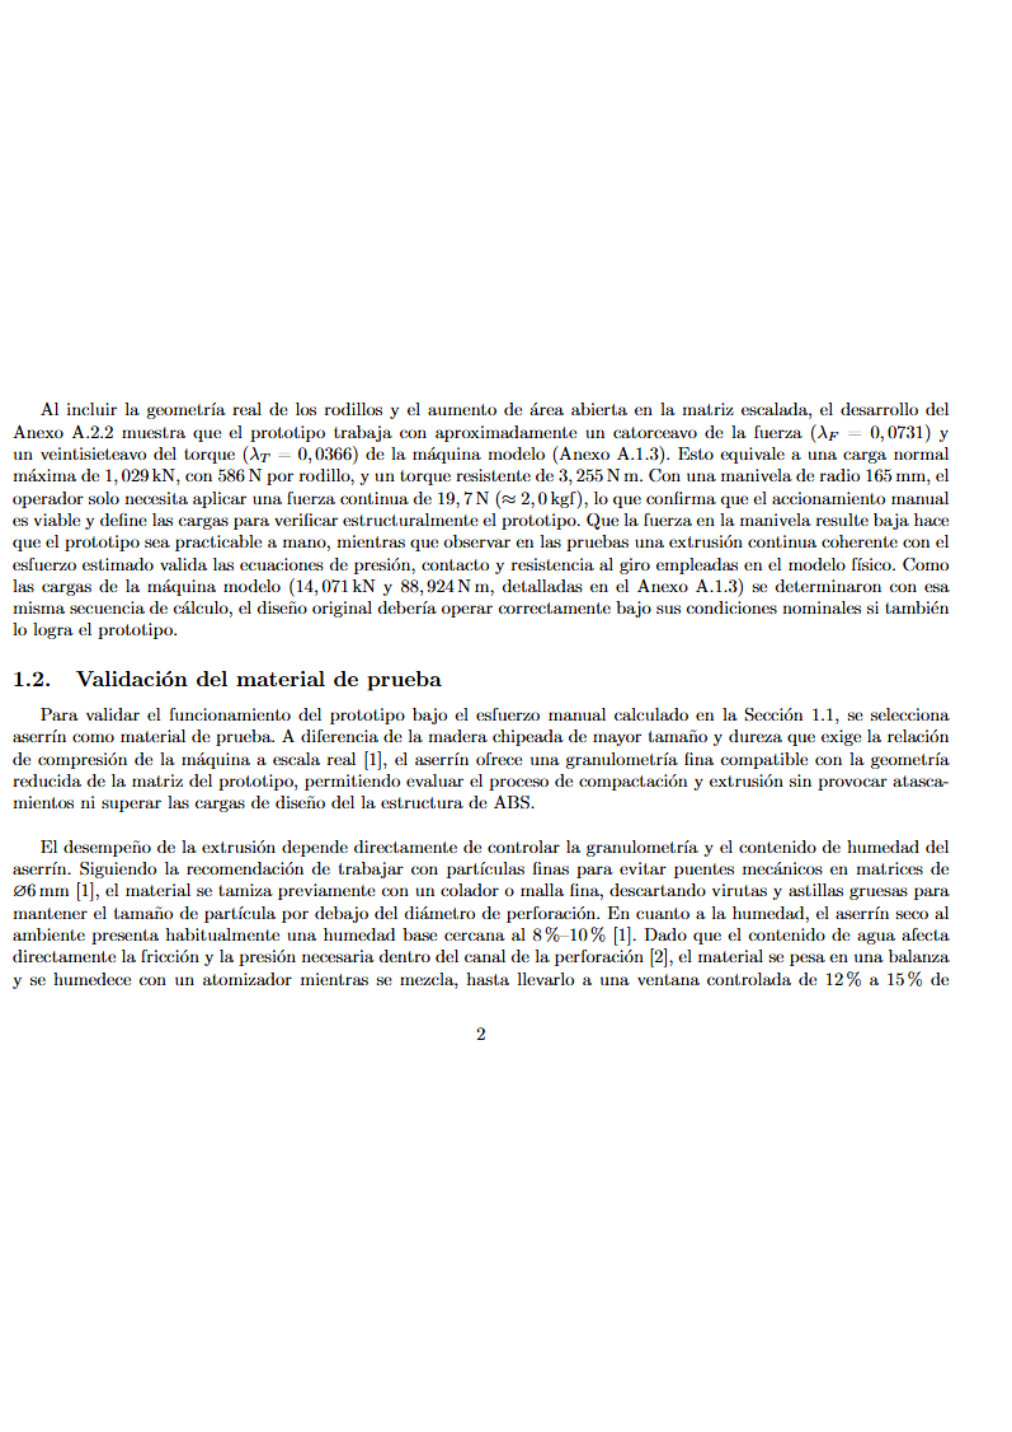 Al incluir la geometría real de los rodillos y el aumento de área abierta en la matriz escalada, el desarrollo del
Anexo A.2.2 muestra que el prototipo trabaja con aproximadamente un catorceavo de la fuerza (λF = 0,0731) y
un veintisieteavo del torque (λT = 0,0366) de la máquina modelo (Anexo A.1.3). Esto equivale a una carga normal
máxima de 1,029 kN, con 586 N por rodillo, y un torque resistente de 3,255 N m. Con una manivela de radio 165 mm, el
operador solo necesita aplicar una fuerza continua de 19,7 N (≈ 2,0 kgf), lo que confirma que el accionamiento manual
es viable y define las cargas para verificar estructuralmente el prototipo. Que la fuerza en la manivela resulte baja hace
que el prototipo sea practicable a mano, mientras que observar en las pruebas una extrusión continua coherente con el
esfuerzo estimado valida las ecuaciones de presión, contacto y resistencia al giro empleadas en el modelo físico. Como
las cargas de la máquina modelo (14,071 kN y 88,924 N m, detalladas en el Anexo A.1.3) se determinaron con esa
misma secuencia de cálculo, el diseño original debería operar correctamente bajo sus condiciones nominales si también
lo logra el prototipo.
1.2. Validación del material de prueba
Para validar el funcionamiento del prototipo bajo el esfuerzo manual calculado en la Sección 1.1, se selecciona
aserrín como material de prueba. A diferencia de la madera chipeada de mayor tamaño y dureza que exige la relación
de compresión de la máquina a escala real [1], el aserrín ofrece una granulometría fina compatible con la geometría
reducida de la matriz del prototipo, permitiendo evaluar el proceso de compactación y extrusión sin provocar atasca-
mientos ni superar las cargas de diseño del la estructura de ABS.
El desempeño de la extrusión depende directamente de controlar la granulometría y el contenido de humedad del
aserrín. Siguiendo la recomendación de trabajar con partículas finas para evitar puentes mecánicos en matrices de
∅6 mm [1], el material se tamiza previamente con un colador o malla fina, descartando virutas y astillas gruesas para
mantener el tamaño de partícula por debajo del diámetro de perforación. En cuanto a la humedad, el aserrín seco al
ambiente presenta habitualmente una humedad base cercana al 8 %–10 % [1]. Dado que el contenido de agua afecta
directamente la fricción y la presión necesaria dentro del canal de la perforación [2], el material se pesa en una balanza
y se humedece con un atomizador mientras se mezcla, hasta llevarlo a una ventana controlada de 12 % a 15 % de
2